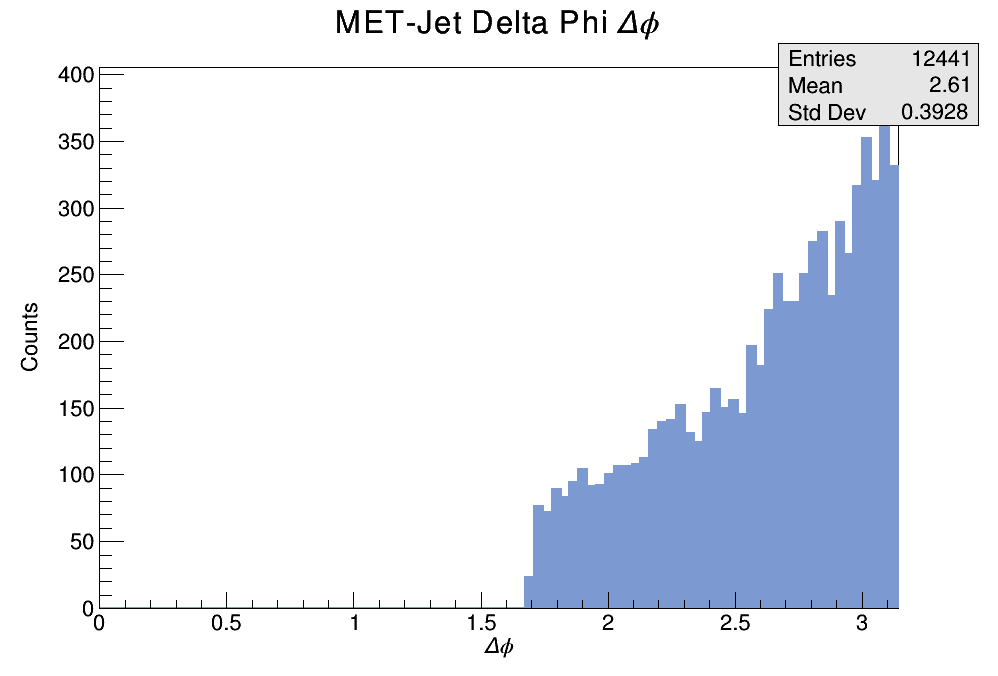 MET-Jet Delta Phi Δϕ
Entries 12441
Mean 2.61
Std Dev 0.3928
400
350
300
250
200
150
100
50
0
Counts
0 0.5 1 1.5 2 2.5 3
Δϕ